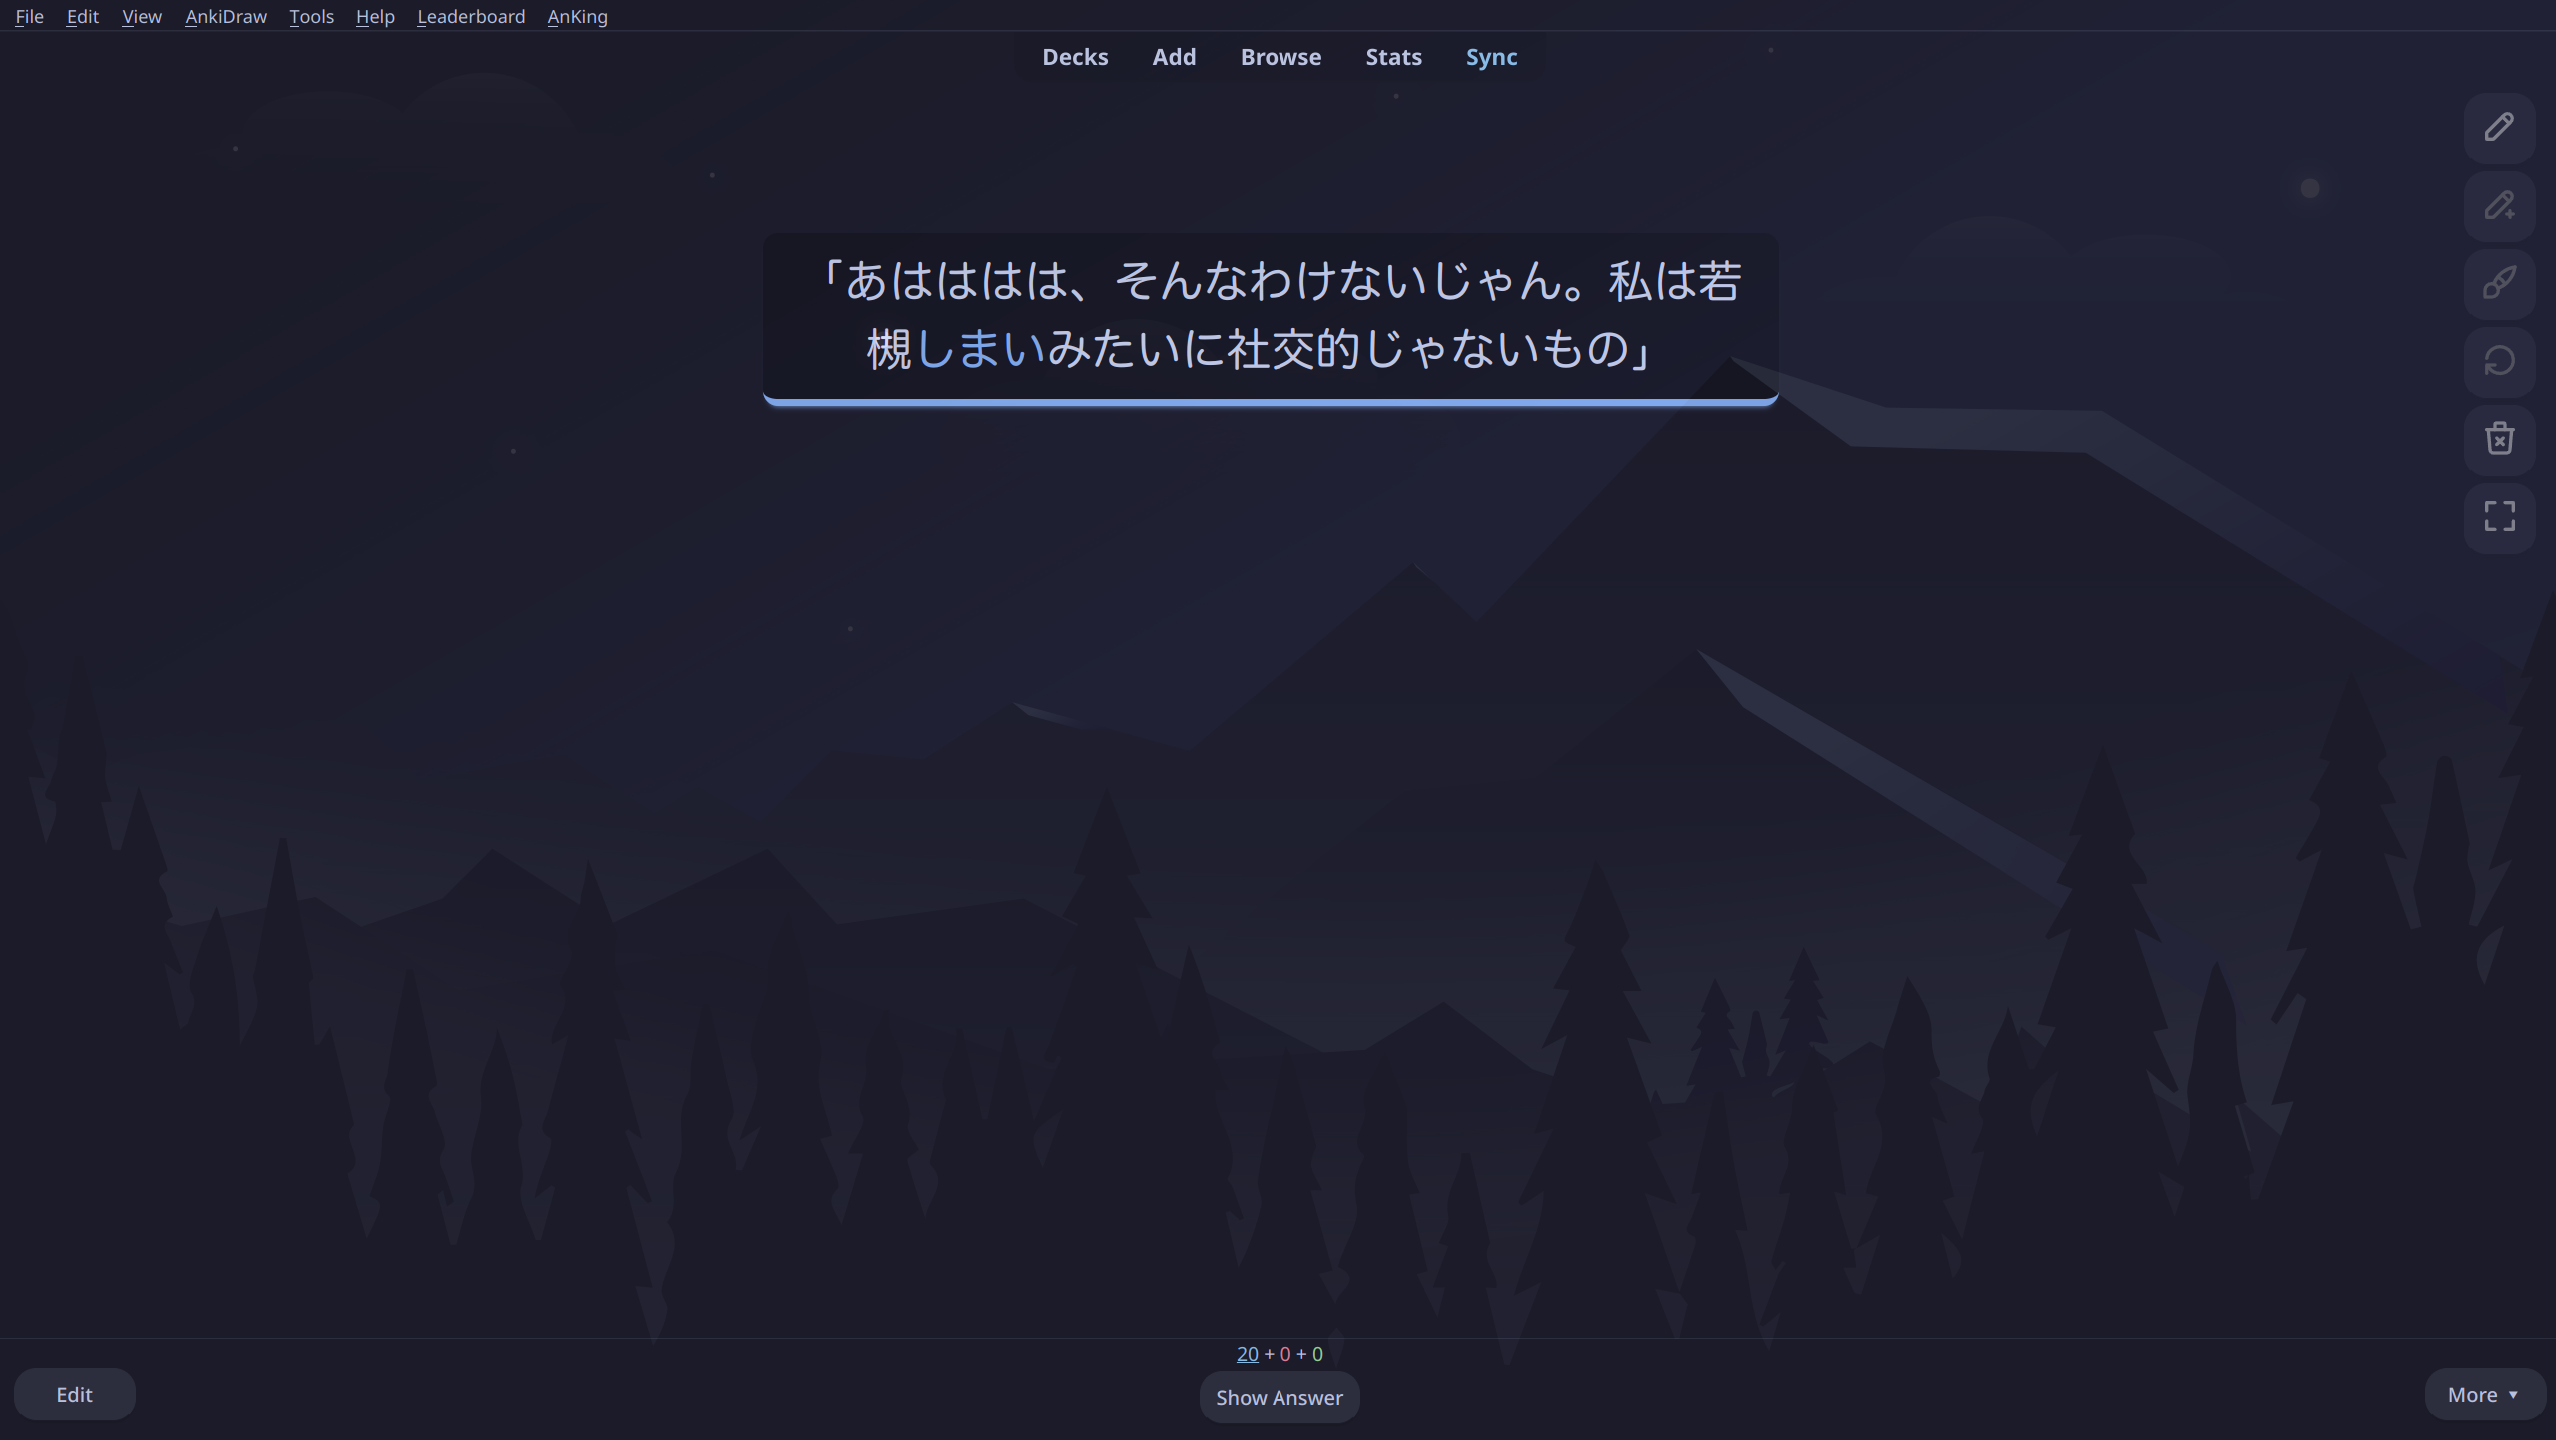 File Edit View AnkiDraw Tools Help Leaderboard AnKing
Decks Add Browse Stats Sync
「あはははは、そんなわけないじゃん。私は若
槻しまいみたいに社交的じゃないもの」
20 + 0 + 0
Edit
Show Answer
More ▼